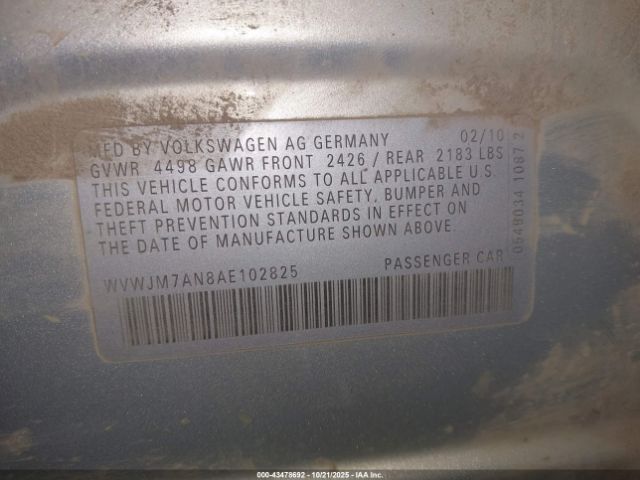 MFD BY VOLKSWAGEN AG GERMANY 02/10
GVWR 4498 GAWR FRONT 2426 / REAR 2183 LBS
THIS VEHICLE CONFORMS TO ALL APPLICABLE U.S.
FEDERAL MOTOR VEHICLE SAFETY, BUMPER AND
THEFT PREVENTION STANDARDS IN EFFECT ON
THE DATE OF MANUFACTURE SHOWN ABOVE.
WVWJM7AN8AE102825 PASSENGER CAR
0549034 1087 2
000-43478692 - 10/21/2025 - IAA Inc.